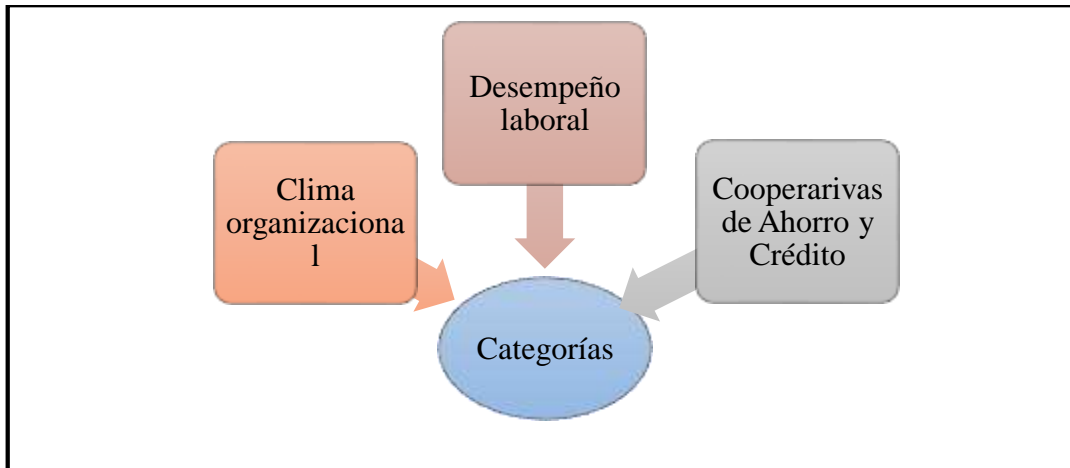 Desempeño
laboral
Clima
organizaciona
l
Cooperarivas
de Ahorro y
Crédito
Categorías